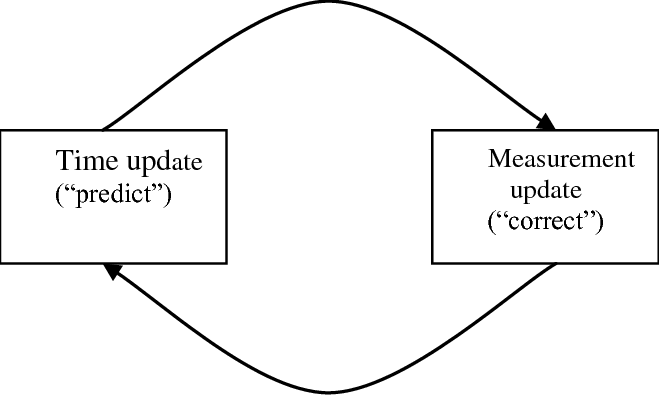 Time update
(“predict”)
Measurement
update
(“correct”)